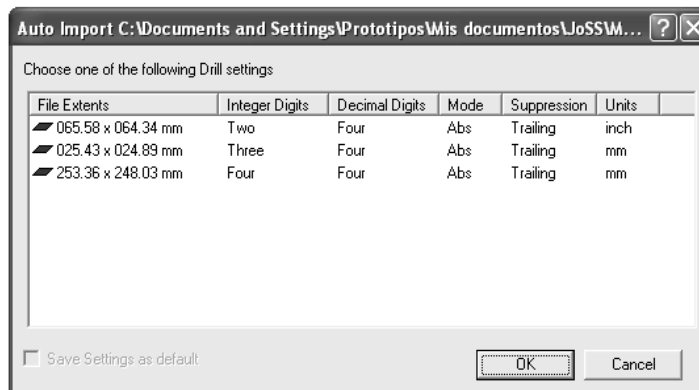 Auto Import C:\Documents and Settings\Prototipos\Mis documentos\JoSS\M... ? X
Choose one of the following Drill settings
File Extents Integer Digits Decimal Digits Mode Suppression Units
065.58 x 064.34 mm Two Four Abs Trailing inch
025.43 x 024.89 mm Three Four Abs Trailing mm
253.36 x 248.03 mm Four Four Abs Trailing mm
Save Settings as default
OK Cancel